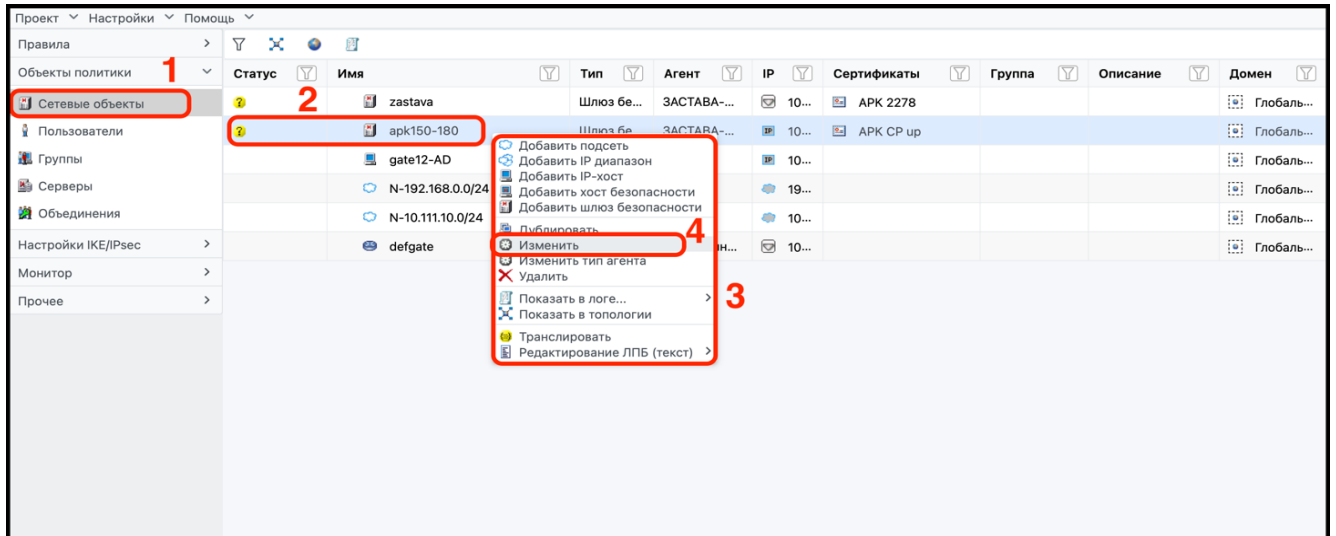 Проект Настройки Помощь
Правила
Объекты политики 1
Статус Имя Тип Агент IP Сертификаты Группа Описание Домен
Сетевые объекты
2 zastava Шлюз бе... ЗАСТАВА-... 10... APK 2278 Глобаль...
Пользователи
apk150-180 Шлюз бе... ЗАСТАВА-... IP 10... APK CP up Глобаль...
Добавить подсеть
Группы
gate12-AD IP 10... Глобаль...
Добавить IP диапазон
Добавить IP-хост
Серверы
N-192.168.0.0/24 19... Глобаль...
Добавить хост безопасности
Добавить шлюз безопасности
Объединения
N-10.111.10.0/24 10... Глобаль...
Дублировать 4
Настройки IKE/IPsec
defgate Изменить ин... 10... Глобаль...
Изменить тип агента
Монитор
Удалить
Прочее
Показать в логе... 3
Показать в топологии
Транслировать
Редактирование ЛПБ (текст)